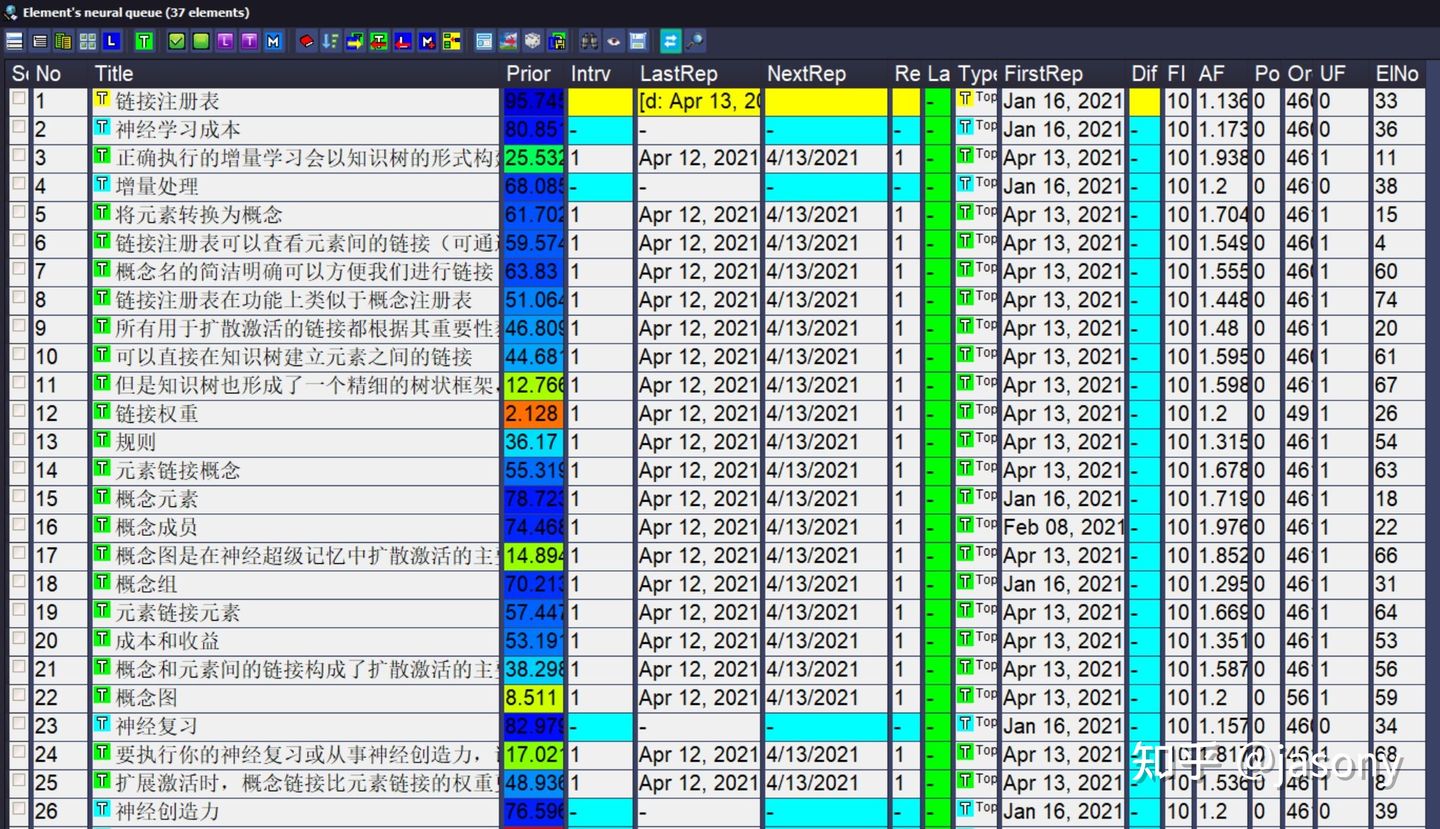 Element's neural queue (37 elements)
No Title Prior Intrv LastRep NextRep Re La Type FirstRep Dif FI AF Po Or UF ElNo
1 链接注册表 95.745 [d: Apr 13, 20 - Top Jan 16, 2021 10 1.136 0 460 0 33
2 神经学习成本 80.851 - - - - - Top Jan 16, 2021 - 10 1.173 0 460 0 36
3 正确执行的增量学习会以知识树的形式构 25.532 1 Apr 12, 2021 4/13/2021 1 - Top Apr 13, 2021 - 10 1.938 0 461 1 11
4 增量处理 68.085 - - - - - Top Jan 16, 2021 - 10 1.2 0 461 0 38
5 将元素转换为概念 61.702 1 Apr 12, 2021 4/13/2021 1 - Top Apr 13, 2021 - 10 1.704 0 461 1 15
6 链接注册表可以查看元素间的链接（可通 59.574 1 Apr 12, 2021 4/13/2021 1 - Top Apr 13, 2021 - 10 1.549 0 460 1 4
7 概念名的简洁明确可以方便我们进行链接 63.83 1 Apr 12, 2021 4/13/2021 1 - Top Apr 13, 2021 - 10 1.555 0 461 1 60
8 链接注册表在功能上类似于概念注册表 51.064 1 Apr 12, 2021 4/13/2021 1 - Top Apr 13, 2021 - 10 1.448 0 461 1 74
9 所有用于扩散激活的链接都根据其重要性 46.809 1 Apr 12, 2021 4/13/2021 1 - Top Apr 13, 2021 - 10 1.48 0 461 1 20
10 可以直接在知识树建立元素之间的链接 44.681 1 Apr 12, 2021 4/13/2021 1 - Top Apr 13, 2021 - 10 1.595 0 460 1 61
11 但是知识树也形成了一个精细的树状框架, 12.766 1 Apr 12, 2021 4/13/2021 1 - Top Apr 13, 2021 - 10 1.598 0 461 1 67
12 链接权重 2.128 1 Apr 12, 2021 4/13/2021 1 - Top Apr 13, 2021 - 10 1.2 0 49 1 26
13 规则 36.17 1 Apr 12, 2021 4/13/2021 1 - Top Apr 13, 2021 - 10 1.315 0 461 1 54
14 元素链接概念 55.319 1 Apr 12, 2021 4/13/2021 1 - Top Apr 13, 2021 - 10 1.678 0 461 1 63
15 概念元素 78.723 1 Apr 12, 2021 4/13/2021 1 - Top Jan 16, 2021 - 10 1.719 0 461 1 18
16 概念成员 74.468 1 Apr 12, 2021 4/13/2021 1 - Top Feb 08, 2021 - 10 1.976 0 461 1 22
17 概念图是在神经超级记忆中扩散激活的主 14.894 1 Apr 12, 2021 4/13/2021 1 - Top Apr 13, 2021 - 10 1.852 0 461 1 66
18 概念组 70.213 1 Apr 12, 2021 4/13/2021 1 - Top Jan 16, 2021 - 10 1.295 0 461 1 31
19 元素链接元素 57.447 1 Apr 12, 2021 4/13/2021 1 - Top Apr 13, 2021 - 10 1.669 0 461 1 64
20 成本和收益 53.191 1 Apr 12, 2021 4/13/2021 1 - Top Apr 13, 2021 - 10 1.351 0 461 1 53
21 概念和元素间的链接构成了扩散激活的主 38.298 1 Apr 12, 2021 4/13/2021 1 - Top Apr 13, 2021 - 10 1.587 0 461 1 56
22 概念图 8.511 1 Apr 12, 2021 4/13/2021 1 - Top Apr 13, 2021 - 10 1.2 0 56 1 59
23 神经复习 82.979 - - - - - Top Jan 16, 2021 - 10 1.157 0 460 0 34
24 要执行你的神经复习或从事神经创造力， 17.021 1 Apr 12, 2021 4/13/2021 1 - Top Apr 13, 2021 - 10 68
25 扩展激活时，概念链接比元素链接的权重 48.936 1 Apr 12, 2021 4/13/2021 1 - Top Apr 13, 2021 - 10 1.536 0 461 1 8
26 神经创造力 76.596 - - - - - Top Jan 16, 2021 - 10 1.2 0 461 0 39
知乎 @jasony